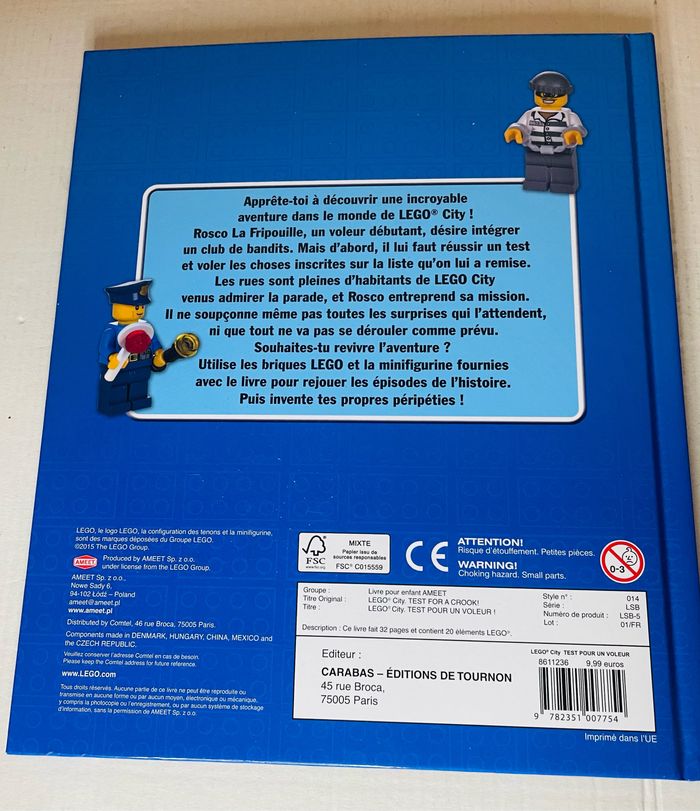 Apprête-toi à découvrir une incroyable
aventure dans le monde de LEGO® City !
Rosco La Fripouille, un voleur débutant, désire intégrer
un club de bandits. Mais d'abord, il lui faut réussir un test
et voler les choses inscrites sur la liste qu'on lui a remise.
Les rues sont pleines d'habitants de LEGO City
venus admirer la parade, et Rosco entreprend sa mission.
Il ne soupçonne même pas toutes les surprises qui l'attendent,
ni que tout ne va pas se dérouler comme prévu.
Souhaites-tu revivre l'aventure ?
Utilise les briques LEGO et la minifigurine fournies
avec le livre pour rejouer les épisodes de l'histoire.
Puis invente tes propres péripéties !
LEGO, le logo LEGO, la configuration des tenons et la minifigurine,
sont des marques déposées du Groupe LEGO.
©2015 The LEGO Group.
AMEET
Produced by AMEET Sp. z o.o.
under license from the LEGO Group.
AMEET Sp. z o.o.,
Nowe Sady 6,
94-102 Łódź – Poland
ameet@ameet.pl
www.ameet.pl
Distributed by Comtel, 46 rue Broca, 75005 Paris.
Components made in DENMARK, HUNGARY, CHINA, MEXICO and
the CZECH REPUBLIC.
Veuillez conserver l'adresse Comtel en cas de besoin.
Please keep the Comtel address for future reference.
www.LEGO.com
Tous droits réservés. Aucune partie de ce livre ne peut être reproduite ou
transmise en aucune forme ou par aucun moyen, électronique ou mécanique,
y compris la photocopie ou l'enregistrement, ou par aucun système de stockage
d'information, sans la permission de AMEET Sp. z o.o.
FSC
www.fsc.org
MIXTE
Papier issu de
sources responsables
FSC® C015559
CE
ATTENTION!
Risque d'étouffement. Petites pièces.
WARNING!
Choking hazard. Small parts.
0-3
Groupe : Livre pour enfant AMEET
Titre Original : LEGO® City. TEST FOR A CROOK!
Titre : LEGO® City. TEST POUR UN VOLEUR !
Style n° : 014
Série : LSB
Numéro de produit : LSB-5
Lot : 01/FR
Description : Ce livre fait 32 pages et contient 20 éléments LEGO®.
Editeur :
CARABAS – ÉDITIONS DE TOURNON
45 rue Broca,
75005 Paris
LEGO® City TEST POUR UN VOLEUR
8611236 9,99 euros
9 782351 007754
Imprimé dans l'UE